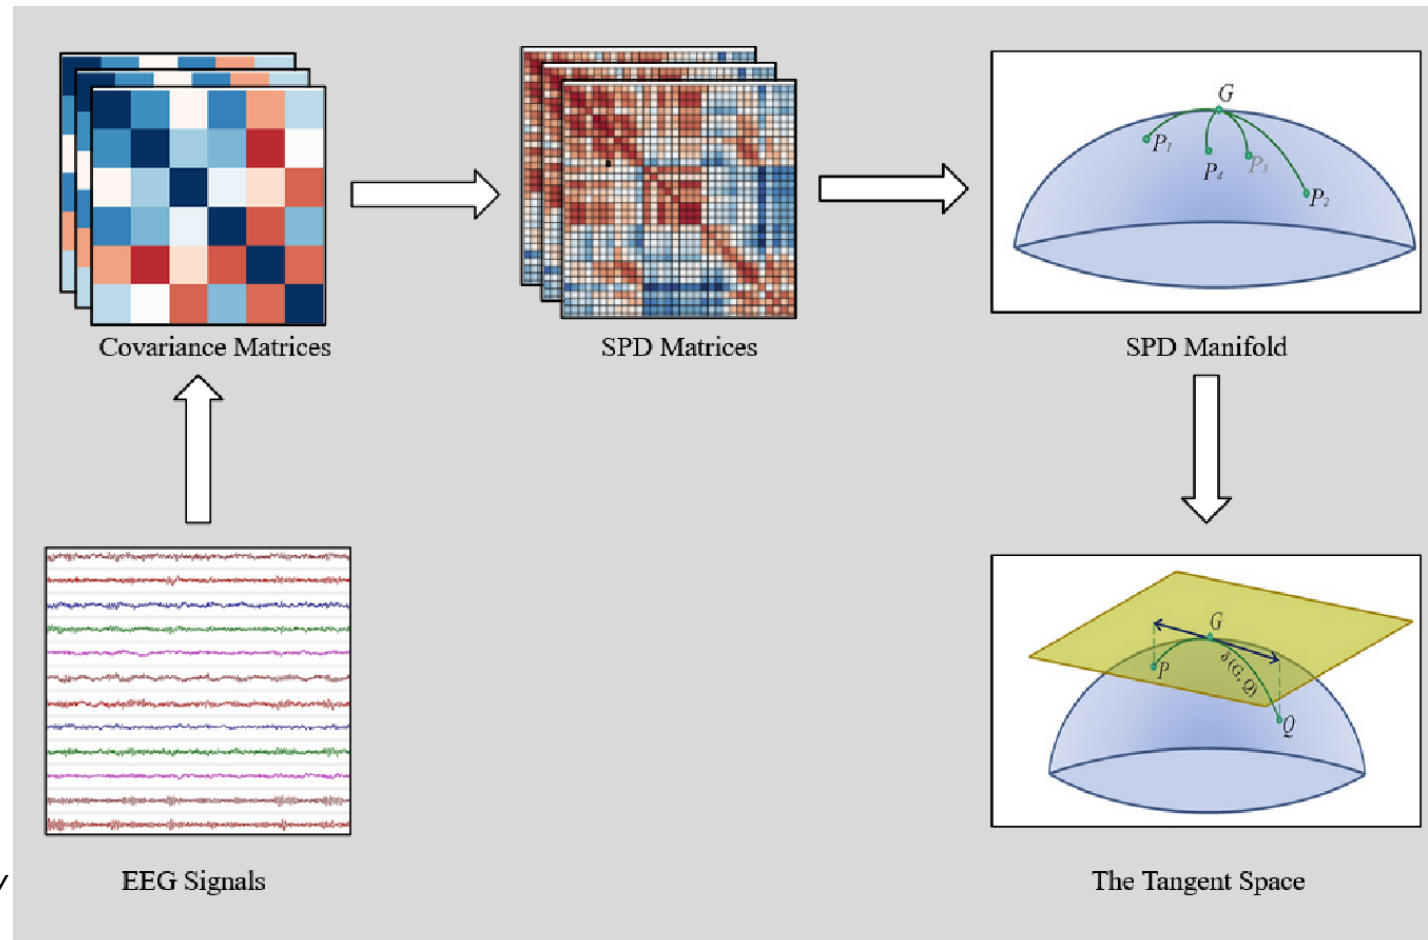 G
P1
P4
P3
P2
Covariance Matrices
SPD Matrices
SPD Manifold
G
P
δ(G,Q)
Q
EEG Signals
The Tangent Space